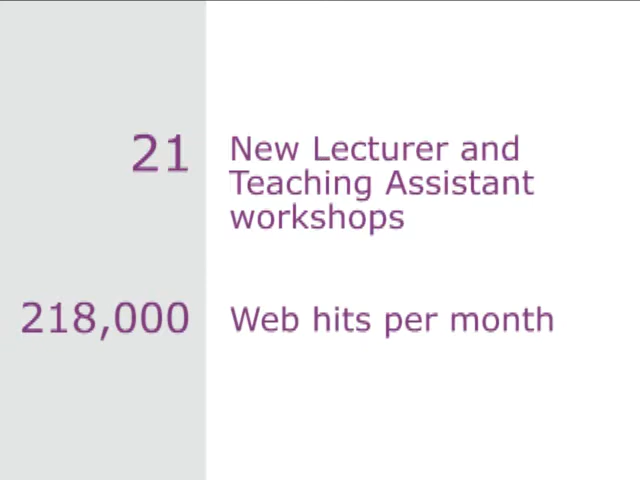 21 New Lecturer and
Teaching Assistant
workshops
218,000 Web hits per month